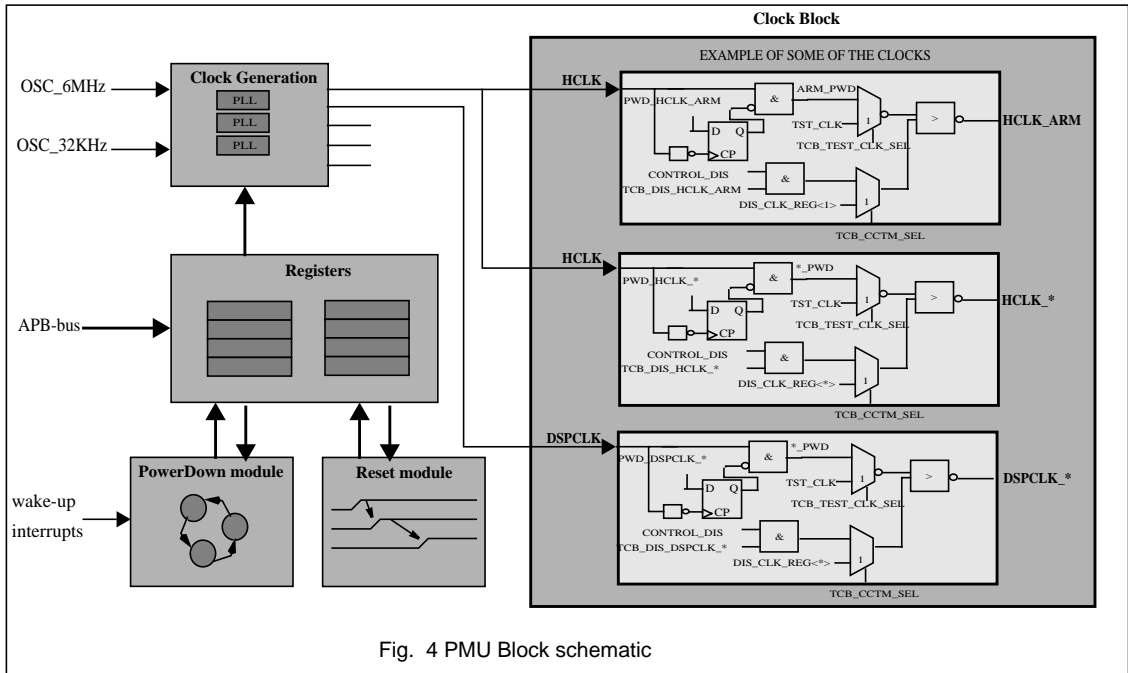 Clock Block
EXAMPLE OF SOME OF THE CLOCKS
OSC_6MHz
OSC_32KHz
Clock Generation
PLL
PLL
PLL
HCLK
PWD_HCLK_ARM
&
ARM_PWD
D Q
CP
TST_CLK
1
TCB_TEST_CLK_SEL
>
HCLK_ARM
CONTROL_DIS
TCB_DIS_HCLK_ARM
&
DIS_CLK_REG<1>
1
TCB_CCTM_SEL
APB-bus
Registers
HCLK
PWD_HCLK_*
&
*_PWD
D Q
CP
TST_CLK
1
TCB_TEST_CLK_SEL
>
HCLK_*
CONTROL_DIS
TCB_DIS_HCLK_*
&
DIS_CLK_REG<*>
1
TCB_CCTM_SEL
wake-up
interrupts
PowerDown module
Reset module
DSPCLK
PWD_DSPCLK_*
&
*_PWD
D Q
CP
TST_CLK
1
TCB_TEST_CLK_SEL
>
DSPCLK_*
CONTROL_DIS
TCB_DIS_DSPCLK_*
&
DIS_CLK_REG<*>
1
TCB_CCTM_SEL
Fig. 4 PMU Block schematic